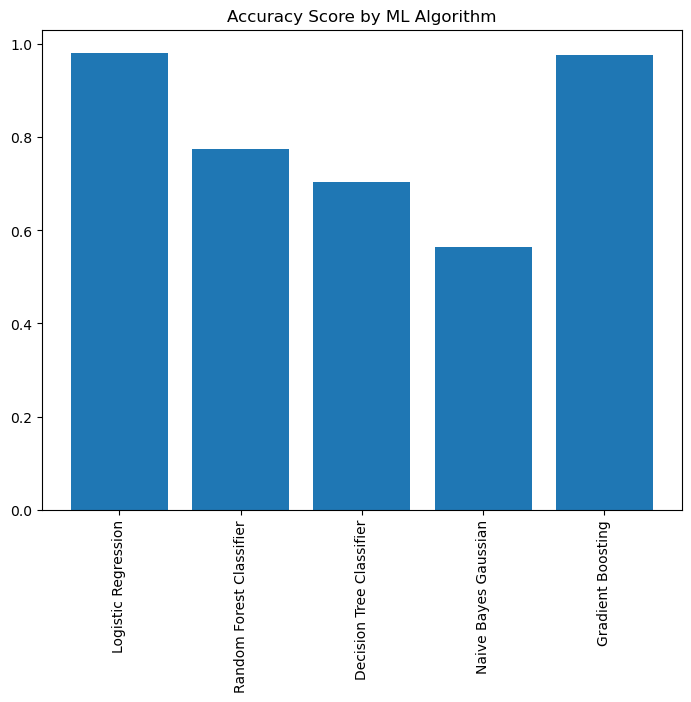 Accuracy Score by ML Algorithm
1.0
0.8
0.6
0.4
0.2
0.0
Logistic Regression
Random Forest Classifier
Decision Tree Classifier
Naive Bayes Gaussian
Gradient Boosting